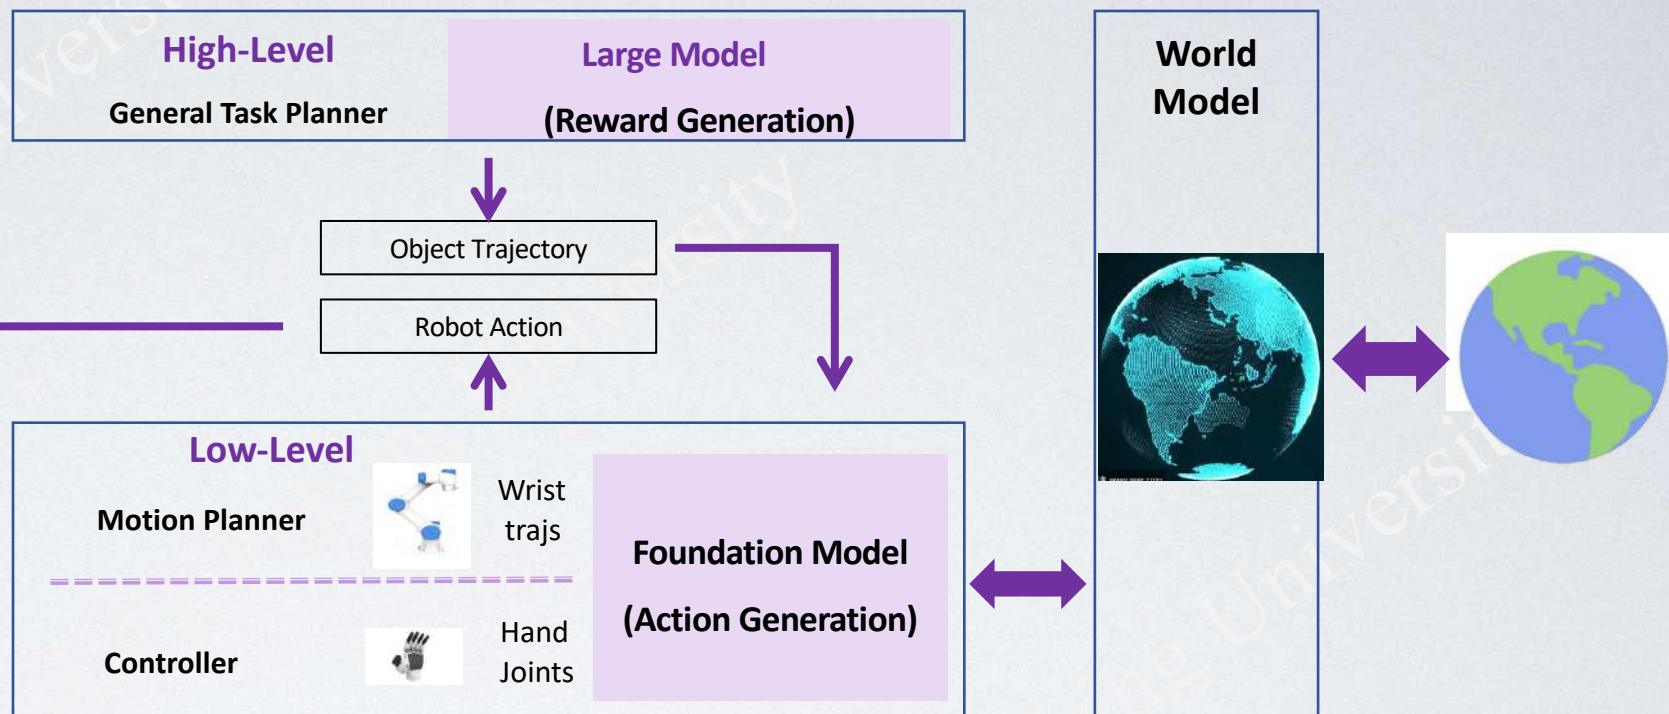 High-Level
General Task Planner
Large Model
(Reward Generation)
World
Model
Object Trajectory
Robot Action
Low-Level
Motion Planner
Wrist
trajs
Controller
Hand
Joints
Foundation Model
(Action Generation)
University